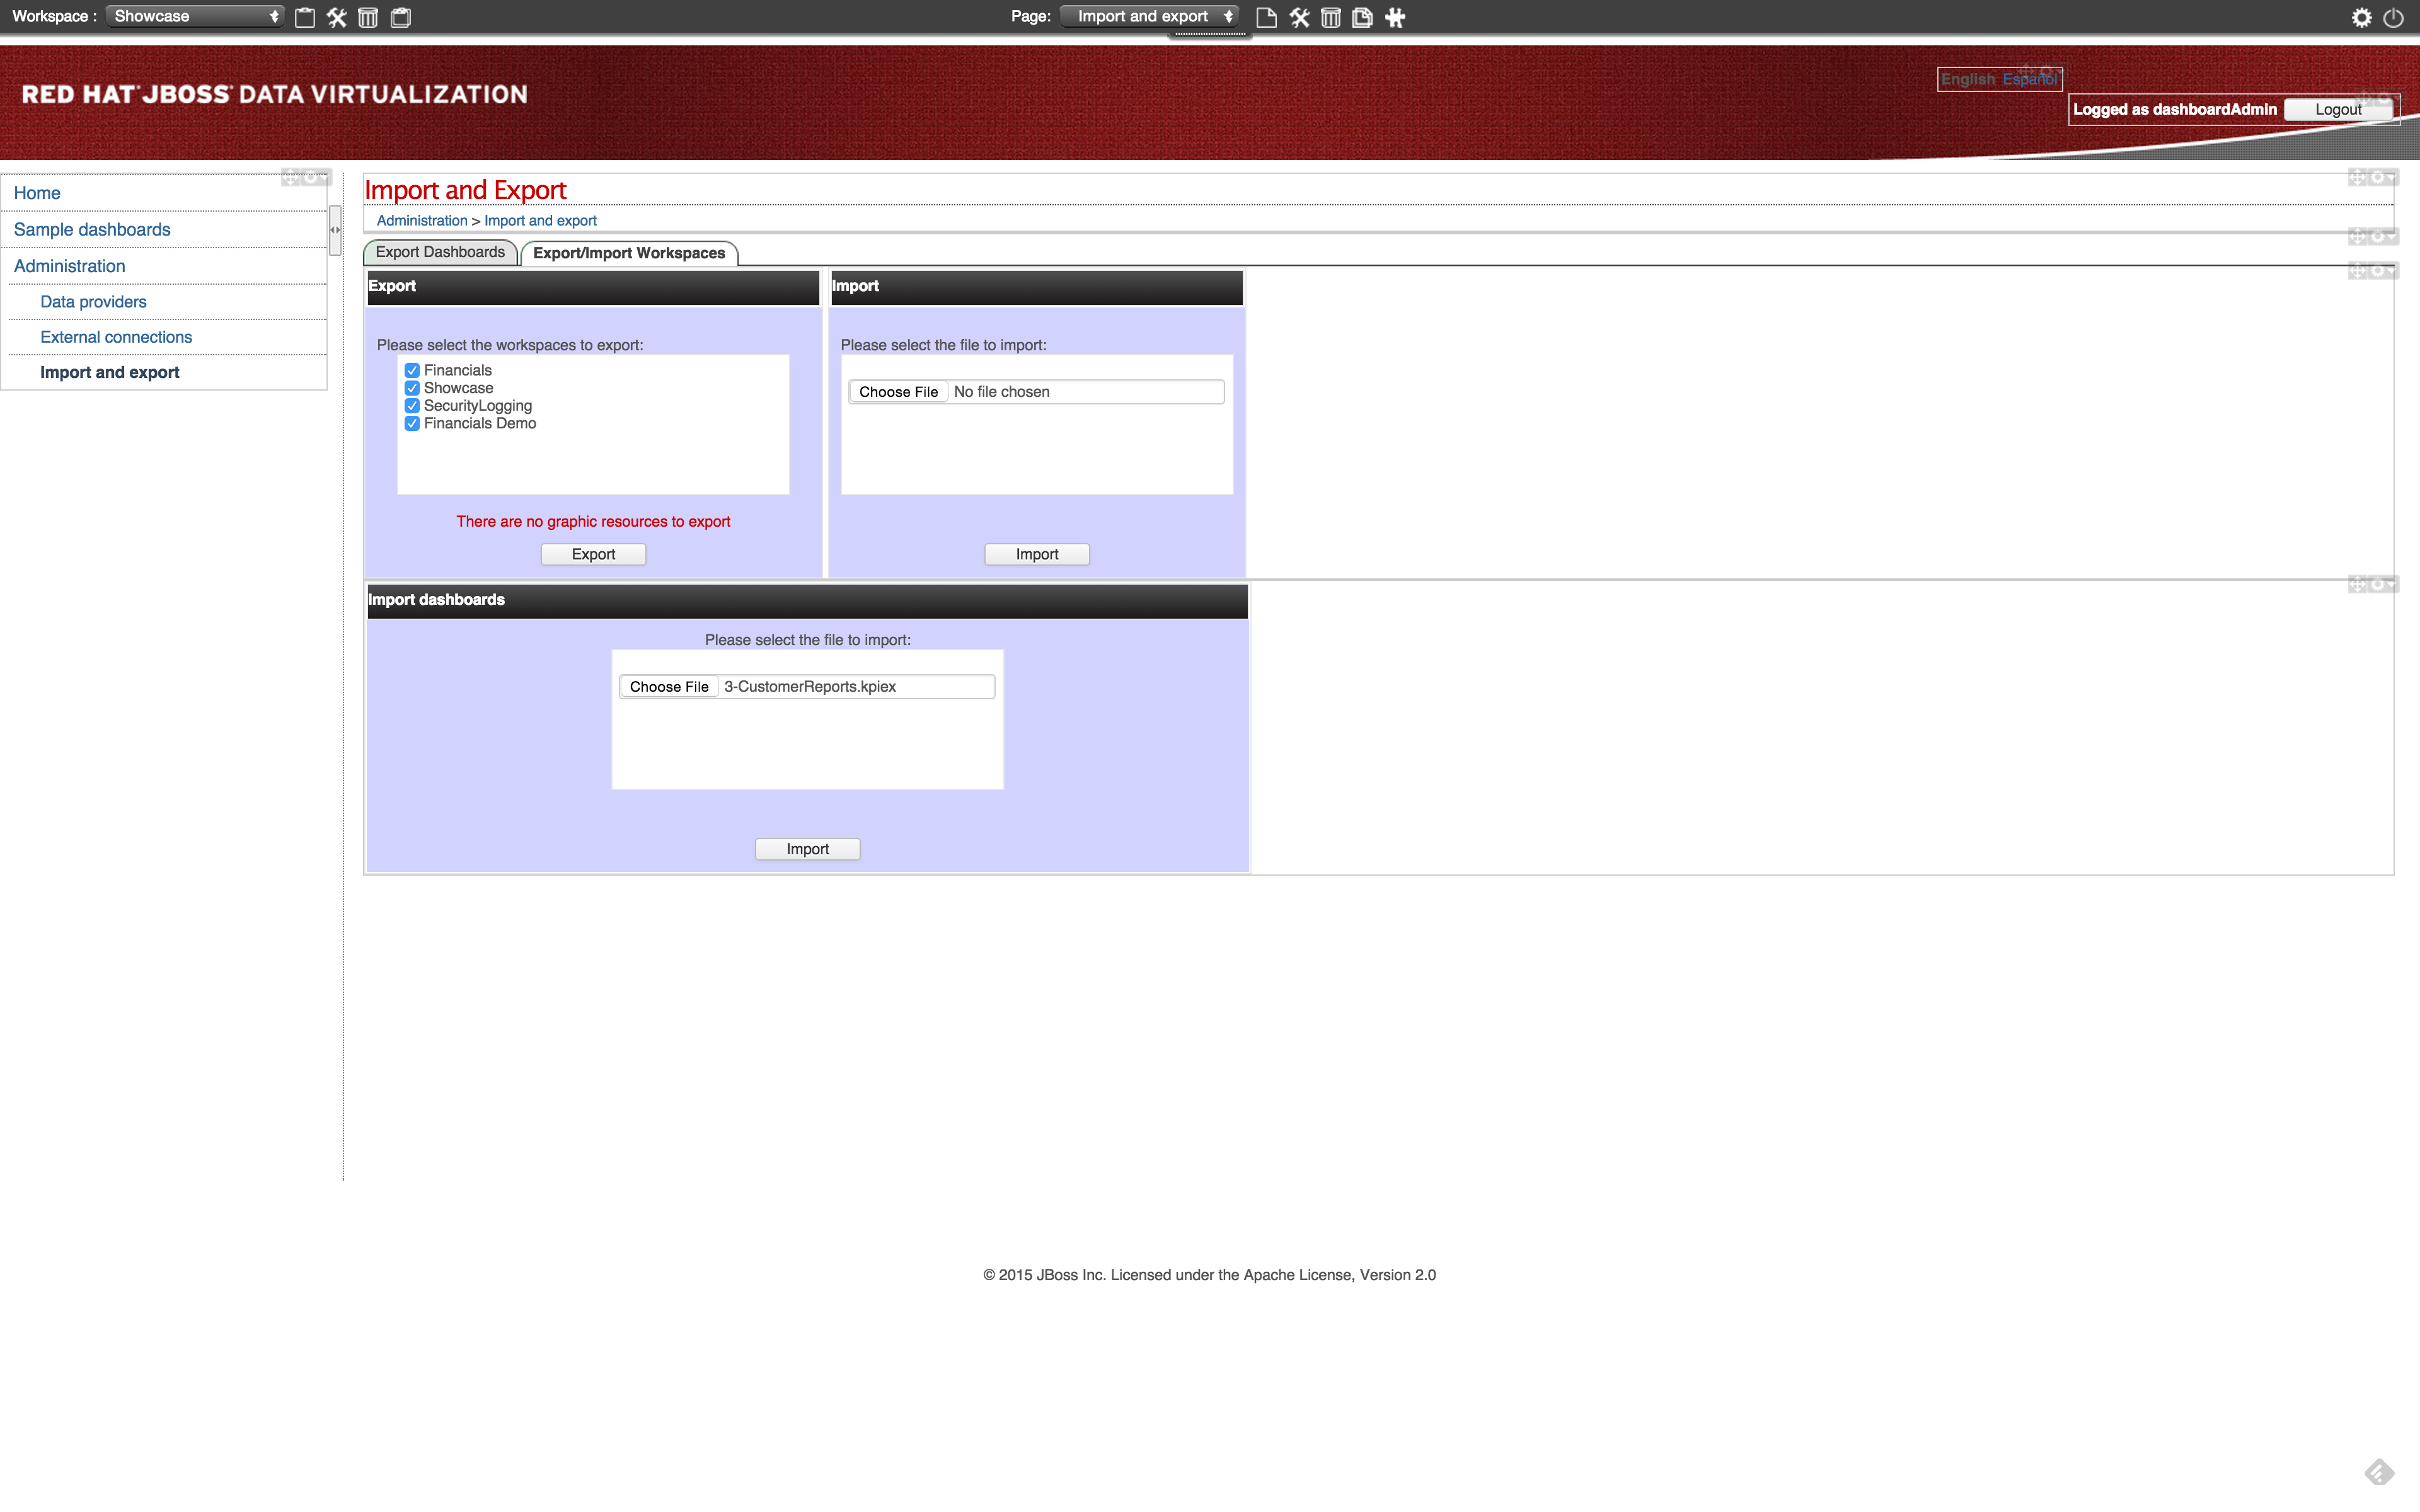 Workspace : Showcase Page: Import and export
RED HAT JBOSS DATA VIRTUALIZATION
English Español
Logged as dashboardAdmin Logout
Home
Sample dashboards
Administration
Data providers
External connections
Import and export
Import and Export
Administration > Import and export
Export Dashboards Export/Import Workspaces
Export
Please select the workspaces to export:
Financials
Showcase
SecurityLogging
Financials Demo
There are no graphic resources to export
Export
Import
Please select the file to import:
Choose File No file chosen
Import
Import dashboards
Please select the file to import:
Choose File 3-CustomerReports.kpiex
Import
© 2015 JBoss Inc. Licensed under the Apache License, Version 2.0